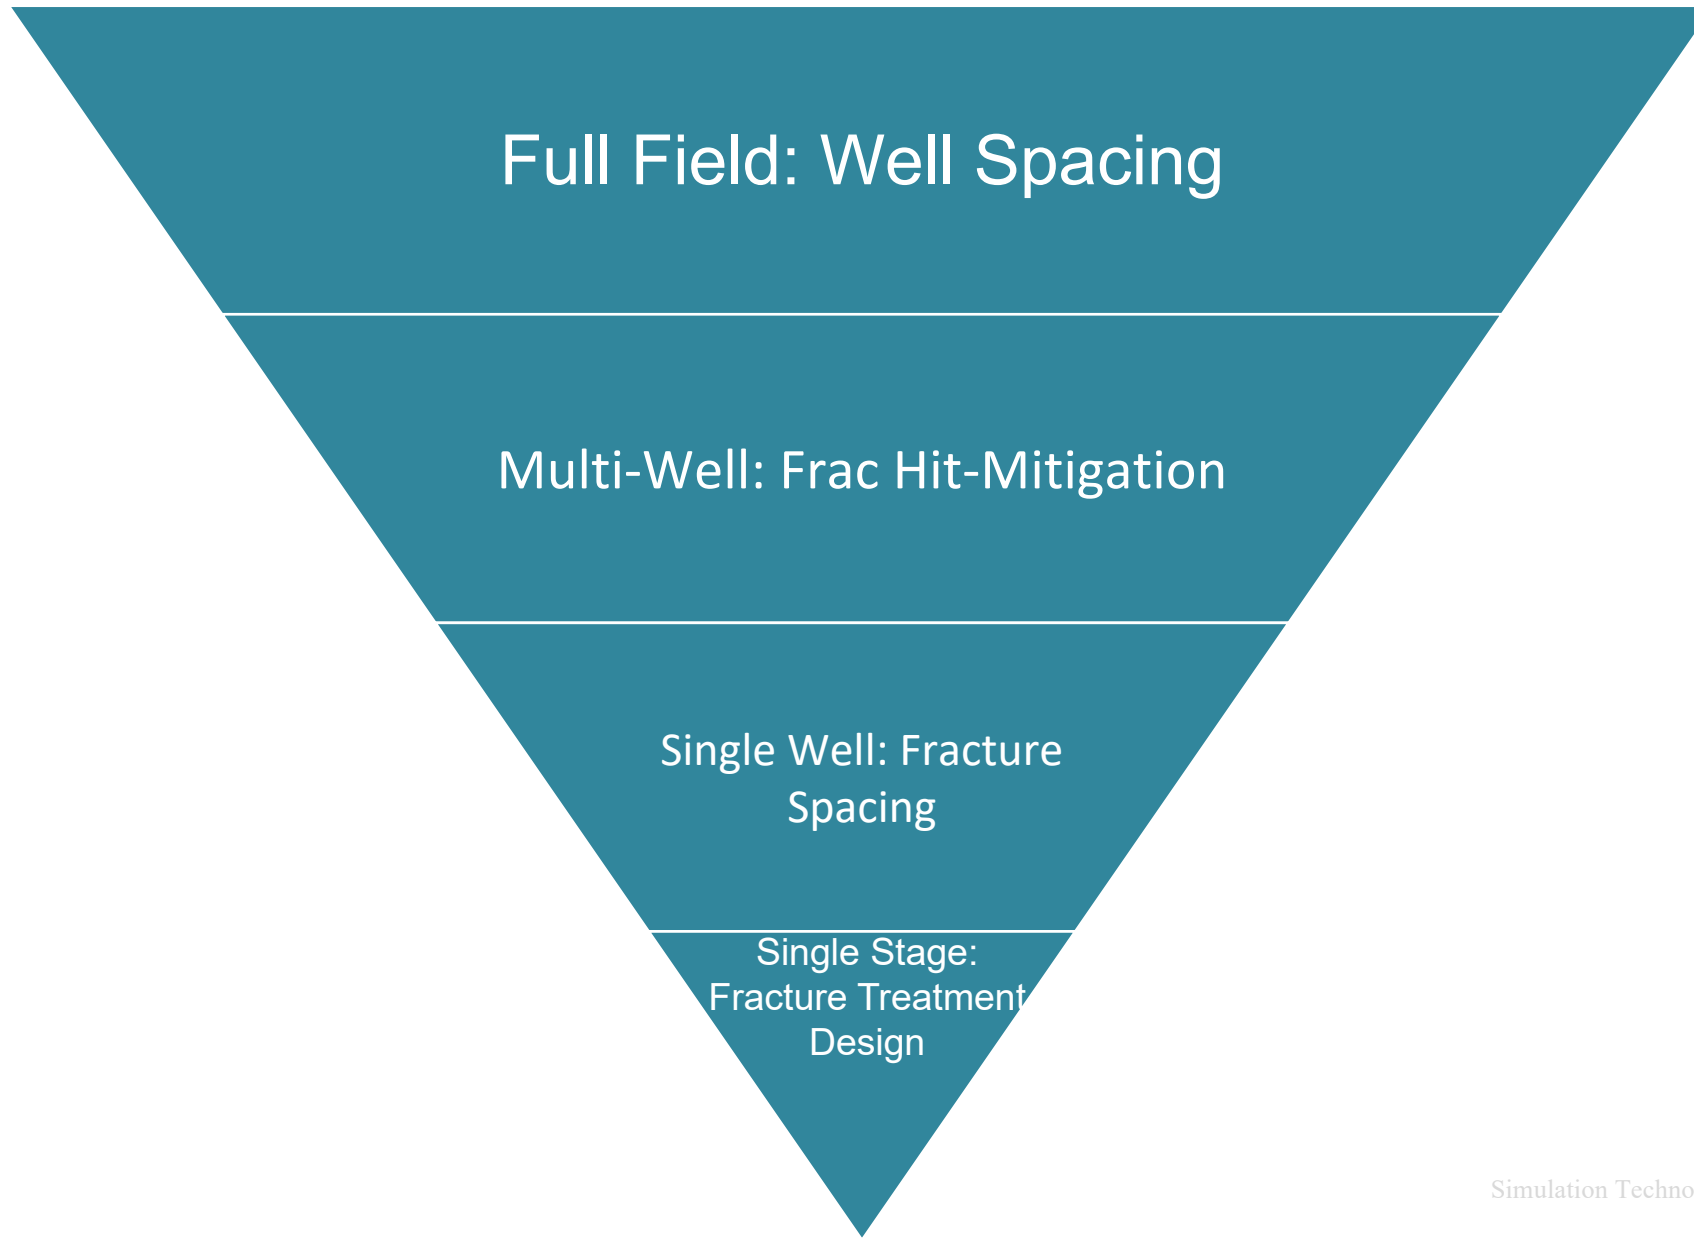 Full Field: Well Spacing
Multi-Well: Frac Hit-Mitigation
Single Well: Fracture
Spacing
Single Stage:
Fracture Treatment
Design
Simulation